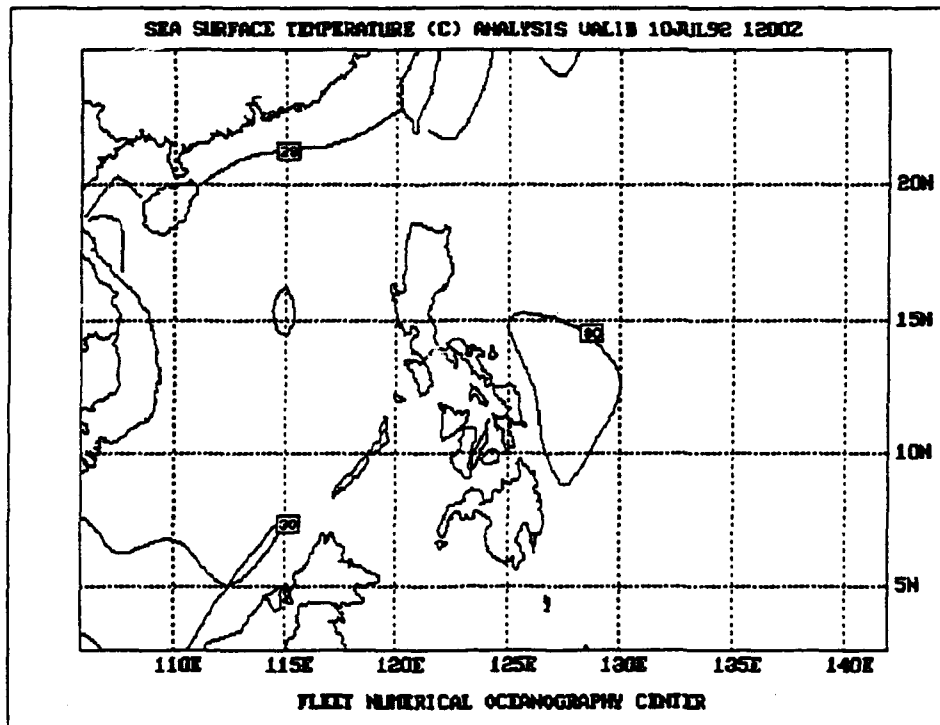 SEA SURFACE TEMPERATURE (C) ANALYSIS VALID 10JUL92 1200Z
29
20N
15N
30
10N
30
5N
110E 115E 120E 125E 130E 135E 140E
FLEET NUMERICAL OCEANOGRAPHY CENTER